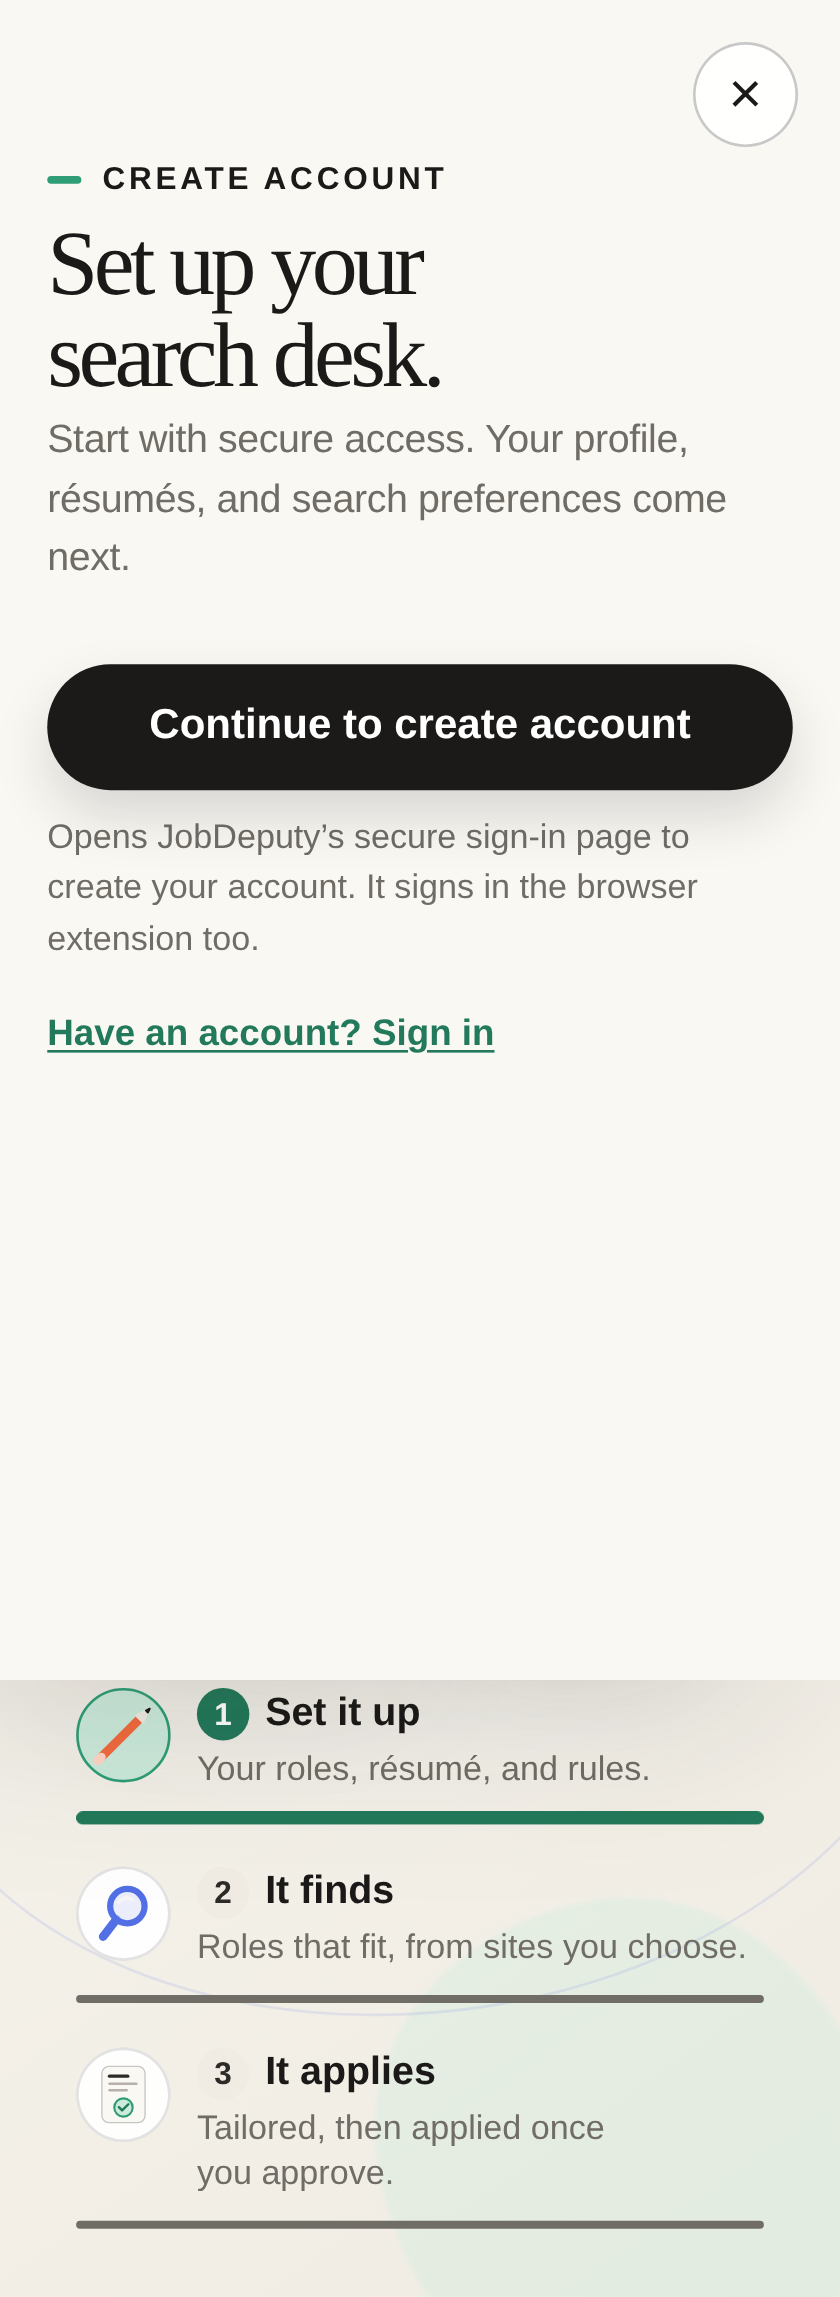 CREATE ACCOUNT
Set up your
search desk.
Start with secure access. Your profile,
résumés, and search preferences come
next.
Continue to create account
Opens JobDeputy’s secure sign-in page to
create your account. It signs in the browser
extension too.
Have an account? Sign in
1 Set it up
Your roles, résumé, and rules.
2 It finds
Roles that fit, from sites you choose.
3 It applies
Tailored, then applied once
you approve.